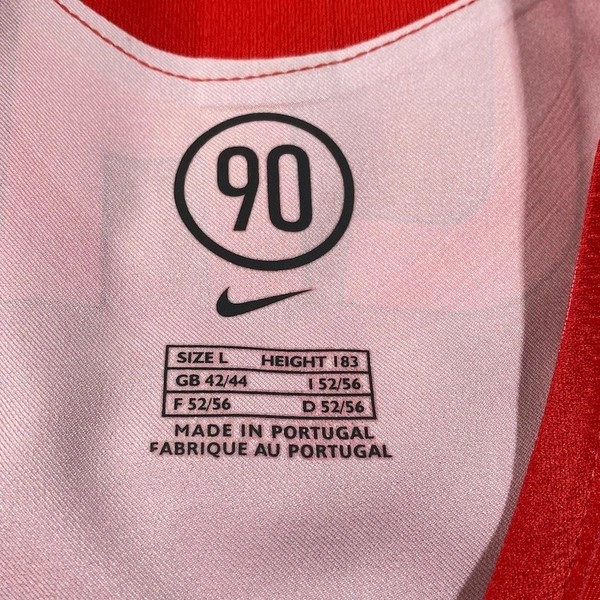 90
SIZE L HEIGHT 183
GB 42/44 I 52/56
F 52/56 D 52/56
MADE IN PORTUGAL
FABRIQUE AU PORTUGAL